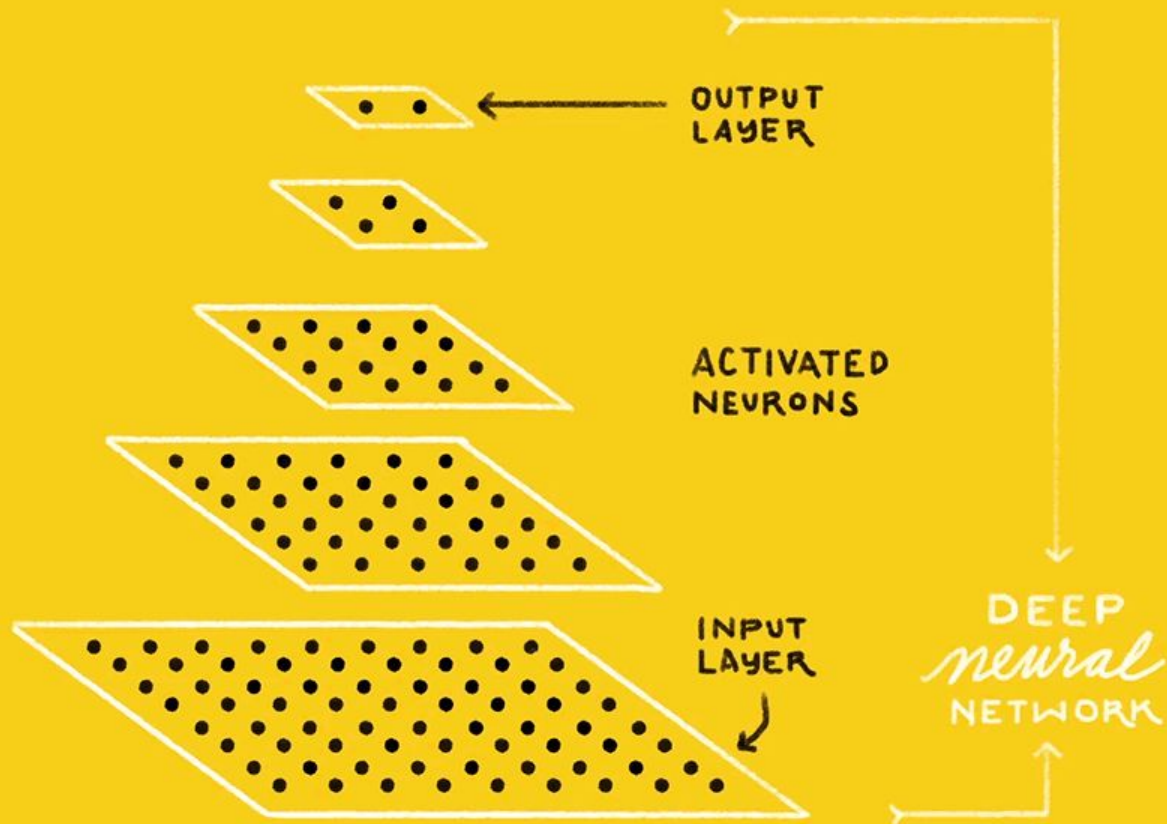 OUTPUT
LAYER
ACTIVATED
NEURONS
INPUT
LAYER
DEEP
neural
NETWORK